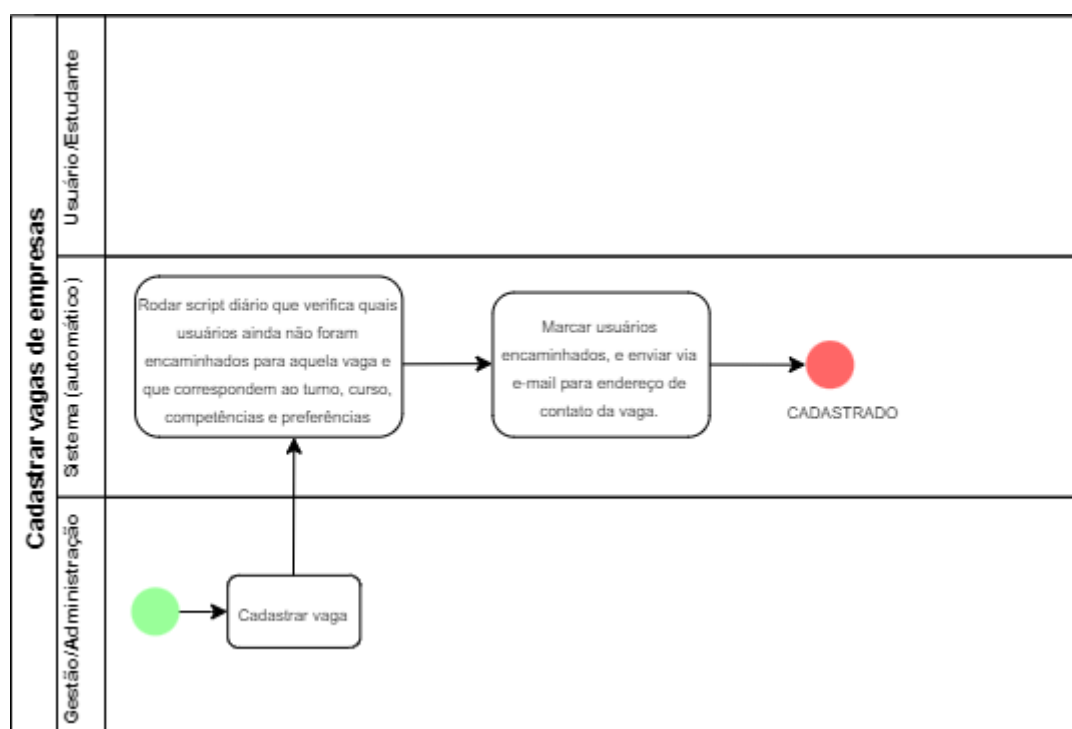 Cadastrar vagas de empresas
Usuário/Estudante
Sistema (automático)
Rodar script diário que verifica quais
usuários ainda não foram
encaminhados para aquela vaga e
que correspondem ao turno, curso,
competências e preferências
Marcar usuários
encaminhados, e enviar via
e-mail para endereço de
contato da vaga.
CADASTRADO
Gestão/Administração
Cadastrar vaga